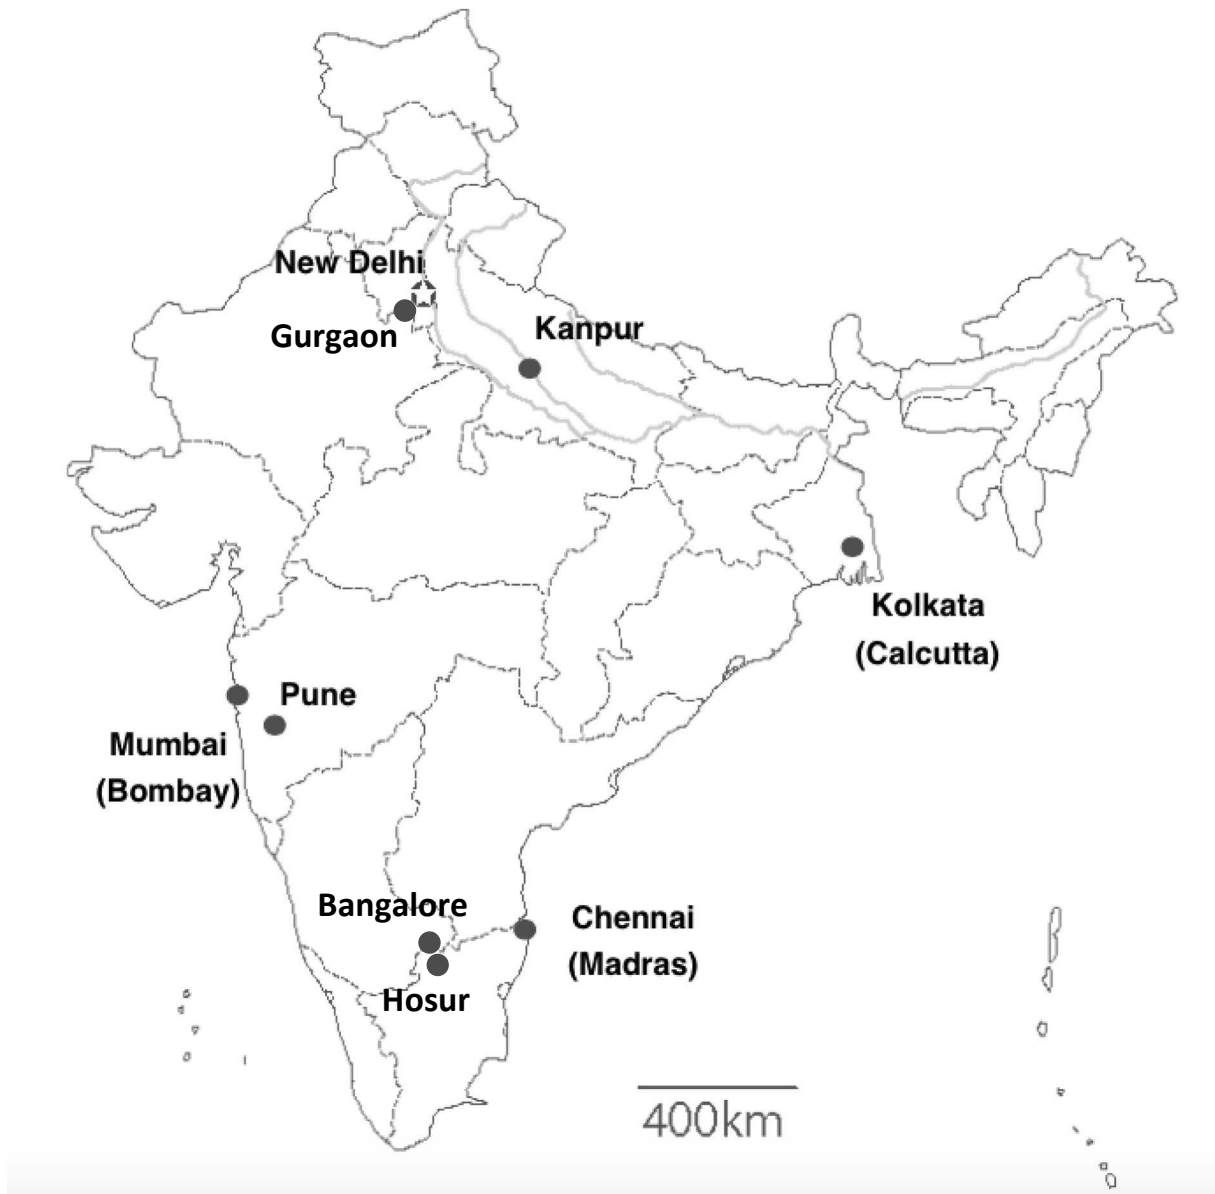 New Delhi
Gurgaon
Kanpur
Kolkata
(Calcutta)
Pune
Mumbai
(Bombay)
Bangalore
Chennai
(Madras)
Hosur
400km